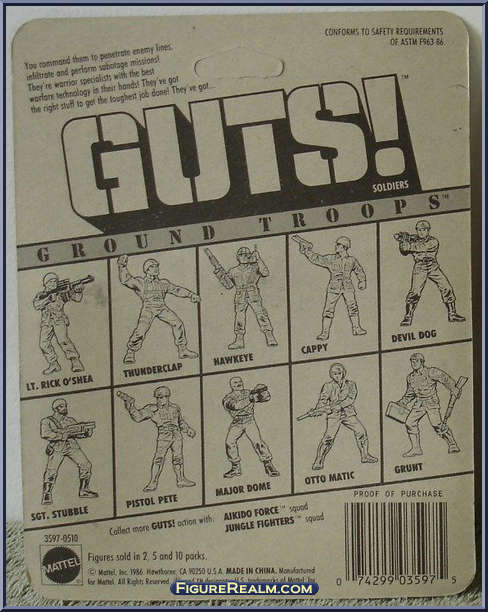 CONFORMS TO SAFETY REQUIREMENTS
OF ASTM F963-86
You command them to penetrate enemy lines,
infiltrate and perform sabotage missions!
They're warrior specialists with the best
warfare technology in their hands! They've got
the right stuff to get the toughest job done! They've got...
GUTS!™
SOLDIERS
GROUND TROOPS™
LT. RICK O'SHEA
THUNDERCLAP
HAWKEYE
CAPPY
DEVIL DOG
SGT. STUBBLE
PISTOL PETE
MAJOR DOME
OTTO MATIC
GRUNT
3597-0510
MATTEL
Collect more GUTS! action with: AIKIDO FORCE™ squad
JUNGLE FIGHTERS™ squad
PROOF OF PURCHASE
Figures sold in 2, 5 and 10 packs.
© Mattel, Inc. 1986. Hawthorne, CA 90250 U.S.A. MADE IN CHINA. Manufactured
for Mattel. All Rights Reserved.
0 74299 03597 5
FIGUREREALM.COM